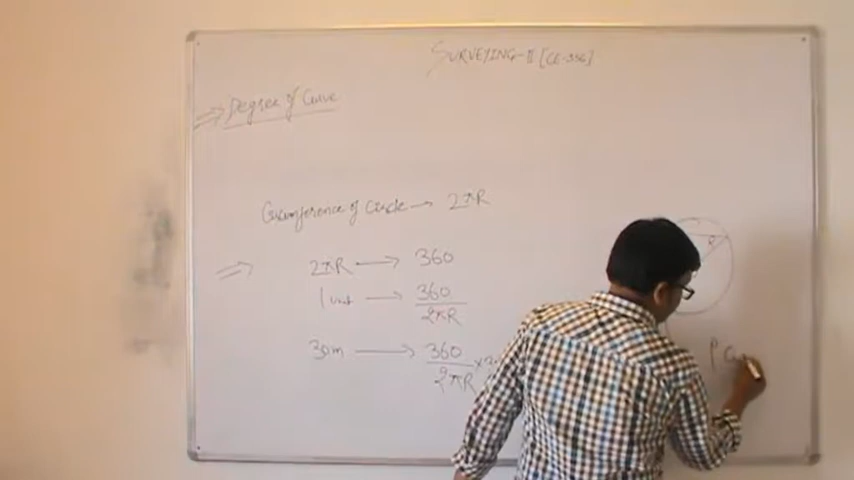 SURVEYING-II [CE-356]
Degree of Curve
Circumference of Circle → 2πR
2πR → 360
1 unit → 360/2πR
30m → 360/2πR ×
R